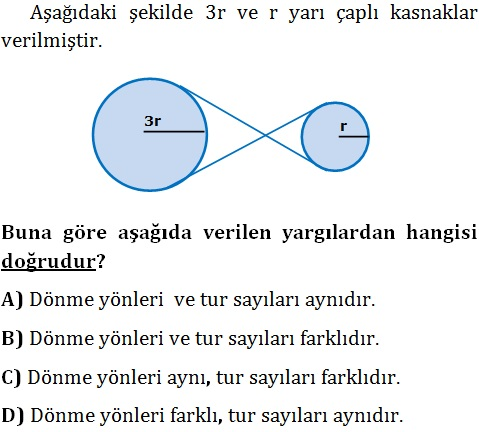 Aşağıdaki şekilde 3r ve r yarı çaplı kasnaklar
verilmiştir.
3r
r
Buna göre aşağıda verilen yargılardan hangisi
doğrudur?
A) Dönme yönleri ve tur sayıları aynıdır.
B) Dönme yönleri ve tur sayıları farklıdır.
C) Dönme yönleri aynı, tur sayıları farklıdır.
D) Dönme yönleri farklı, tur sayıları aynıdır.